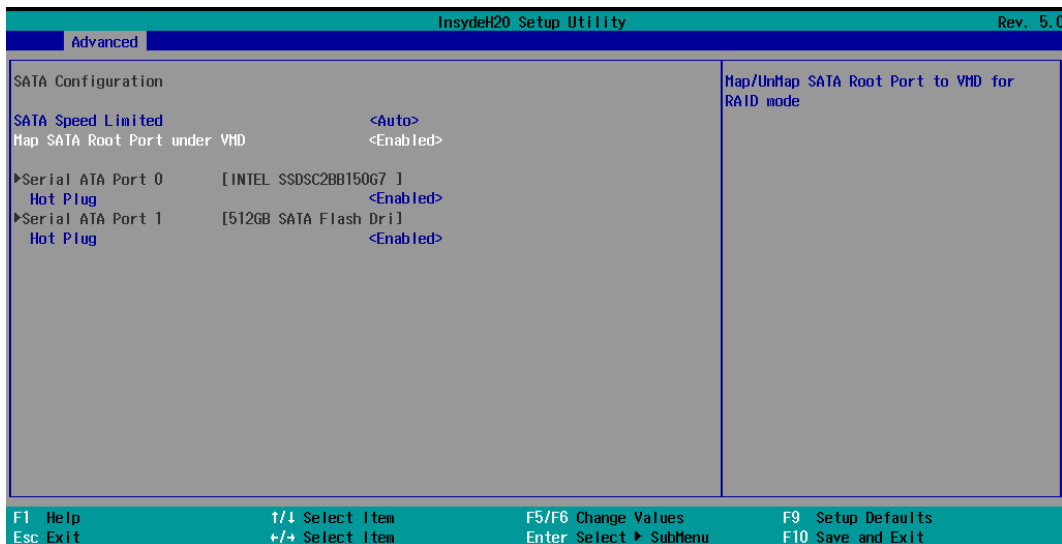 InsydeH20 Setup Utility Rev. 5.0
Advanced
SATA Configuration
SATA Speed Limited <Auto>
Map SATA Root Port under VMD <Enabled>
▶Serial ATA Port 0 [INTEL SSDSC2BB150G7 ]
Hot Plug <Enabled>
▶Serial ATA Port 1 [512GB SATA Flash Dri]
Hot Plug <Enabled>
Map/UnMap SATA Root Port to VMD for
RAID mode
F1 Help ↑/↓ Select Item F5/F6 Change Values F9 Setup Defaults
Esc Exit ←/→ Select Item Enter Select ▶ SubMenu F10 Save and Exit